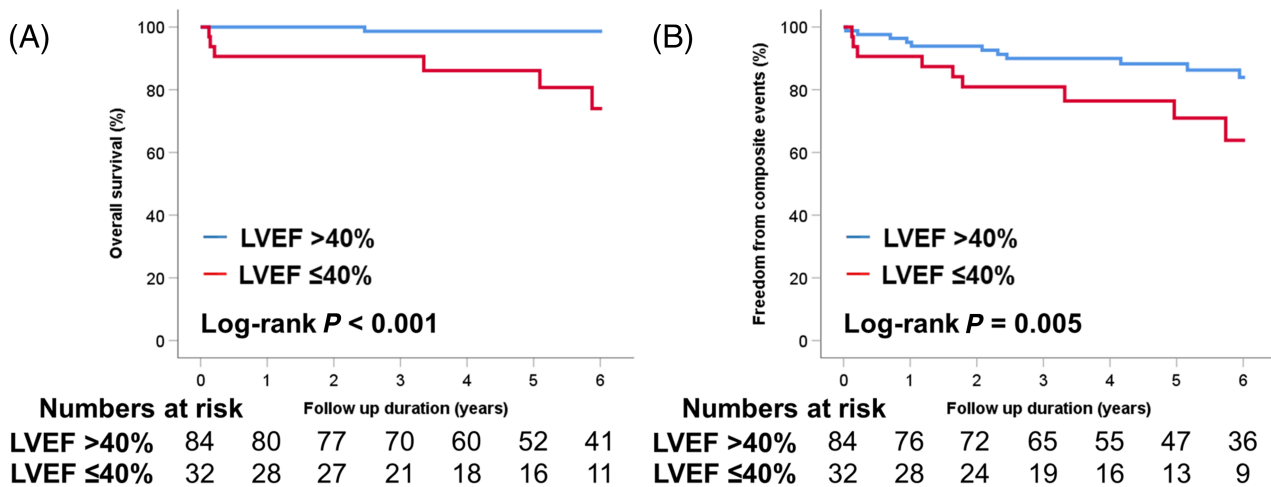 (A)
Overall survival (%)
100
80
60
40
20
0
LVEF >40%
LVEF ≤40%
Log-rank P < 0.001
0 1 2 3 4 5 6
Numbers at risk Follow up duration (years)
LVEF >40% 84 80 77 70 60 52 41
LVEF ≤40% 32 28 27 21 18 16 11
(B)
Freedom from composite events (%)
100
80
60
40
20
0
LVEF >40%
LVEF ≤40%
Log-rank P = 0.005
0 1 2 3 4 5 6
Numbers at risk Follow up duration (years)
LVEF >40% 84 76 72 65 55 47 36
LVEF ≤40% 32 28 24 19 16 13 9